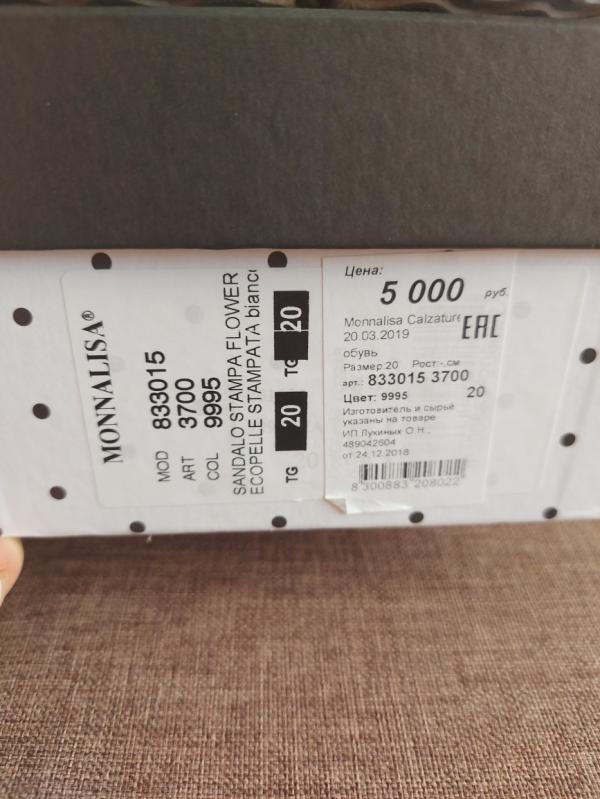 MONNALISA®
MOD 833015
ART 3700
COL 9995
SANDALO STAMPA FLOWER
ECOPELLE STAMPATA bianco
TG 20
TG 20
Цена:
5 000 руб.
Monnalisa Calzature
20.03.2019
EAC
обувь
Размер:20 Рост:-,см
арт.: 833015 3700
Цвет: 9995 20
Изготовитель и сырье
указаны на товаре
ИП Лукиных О.Н.,
489042604
от 24.12.2018
8 300883 208022